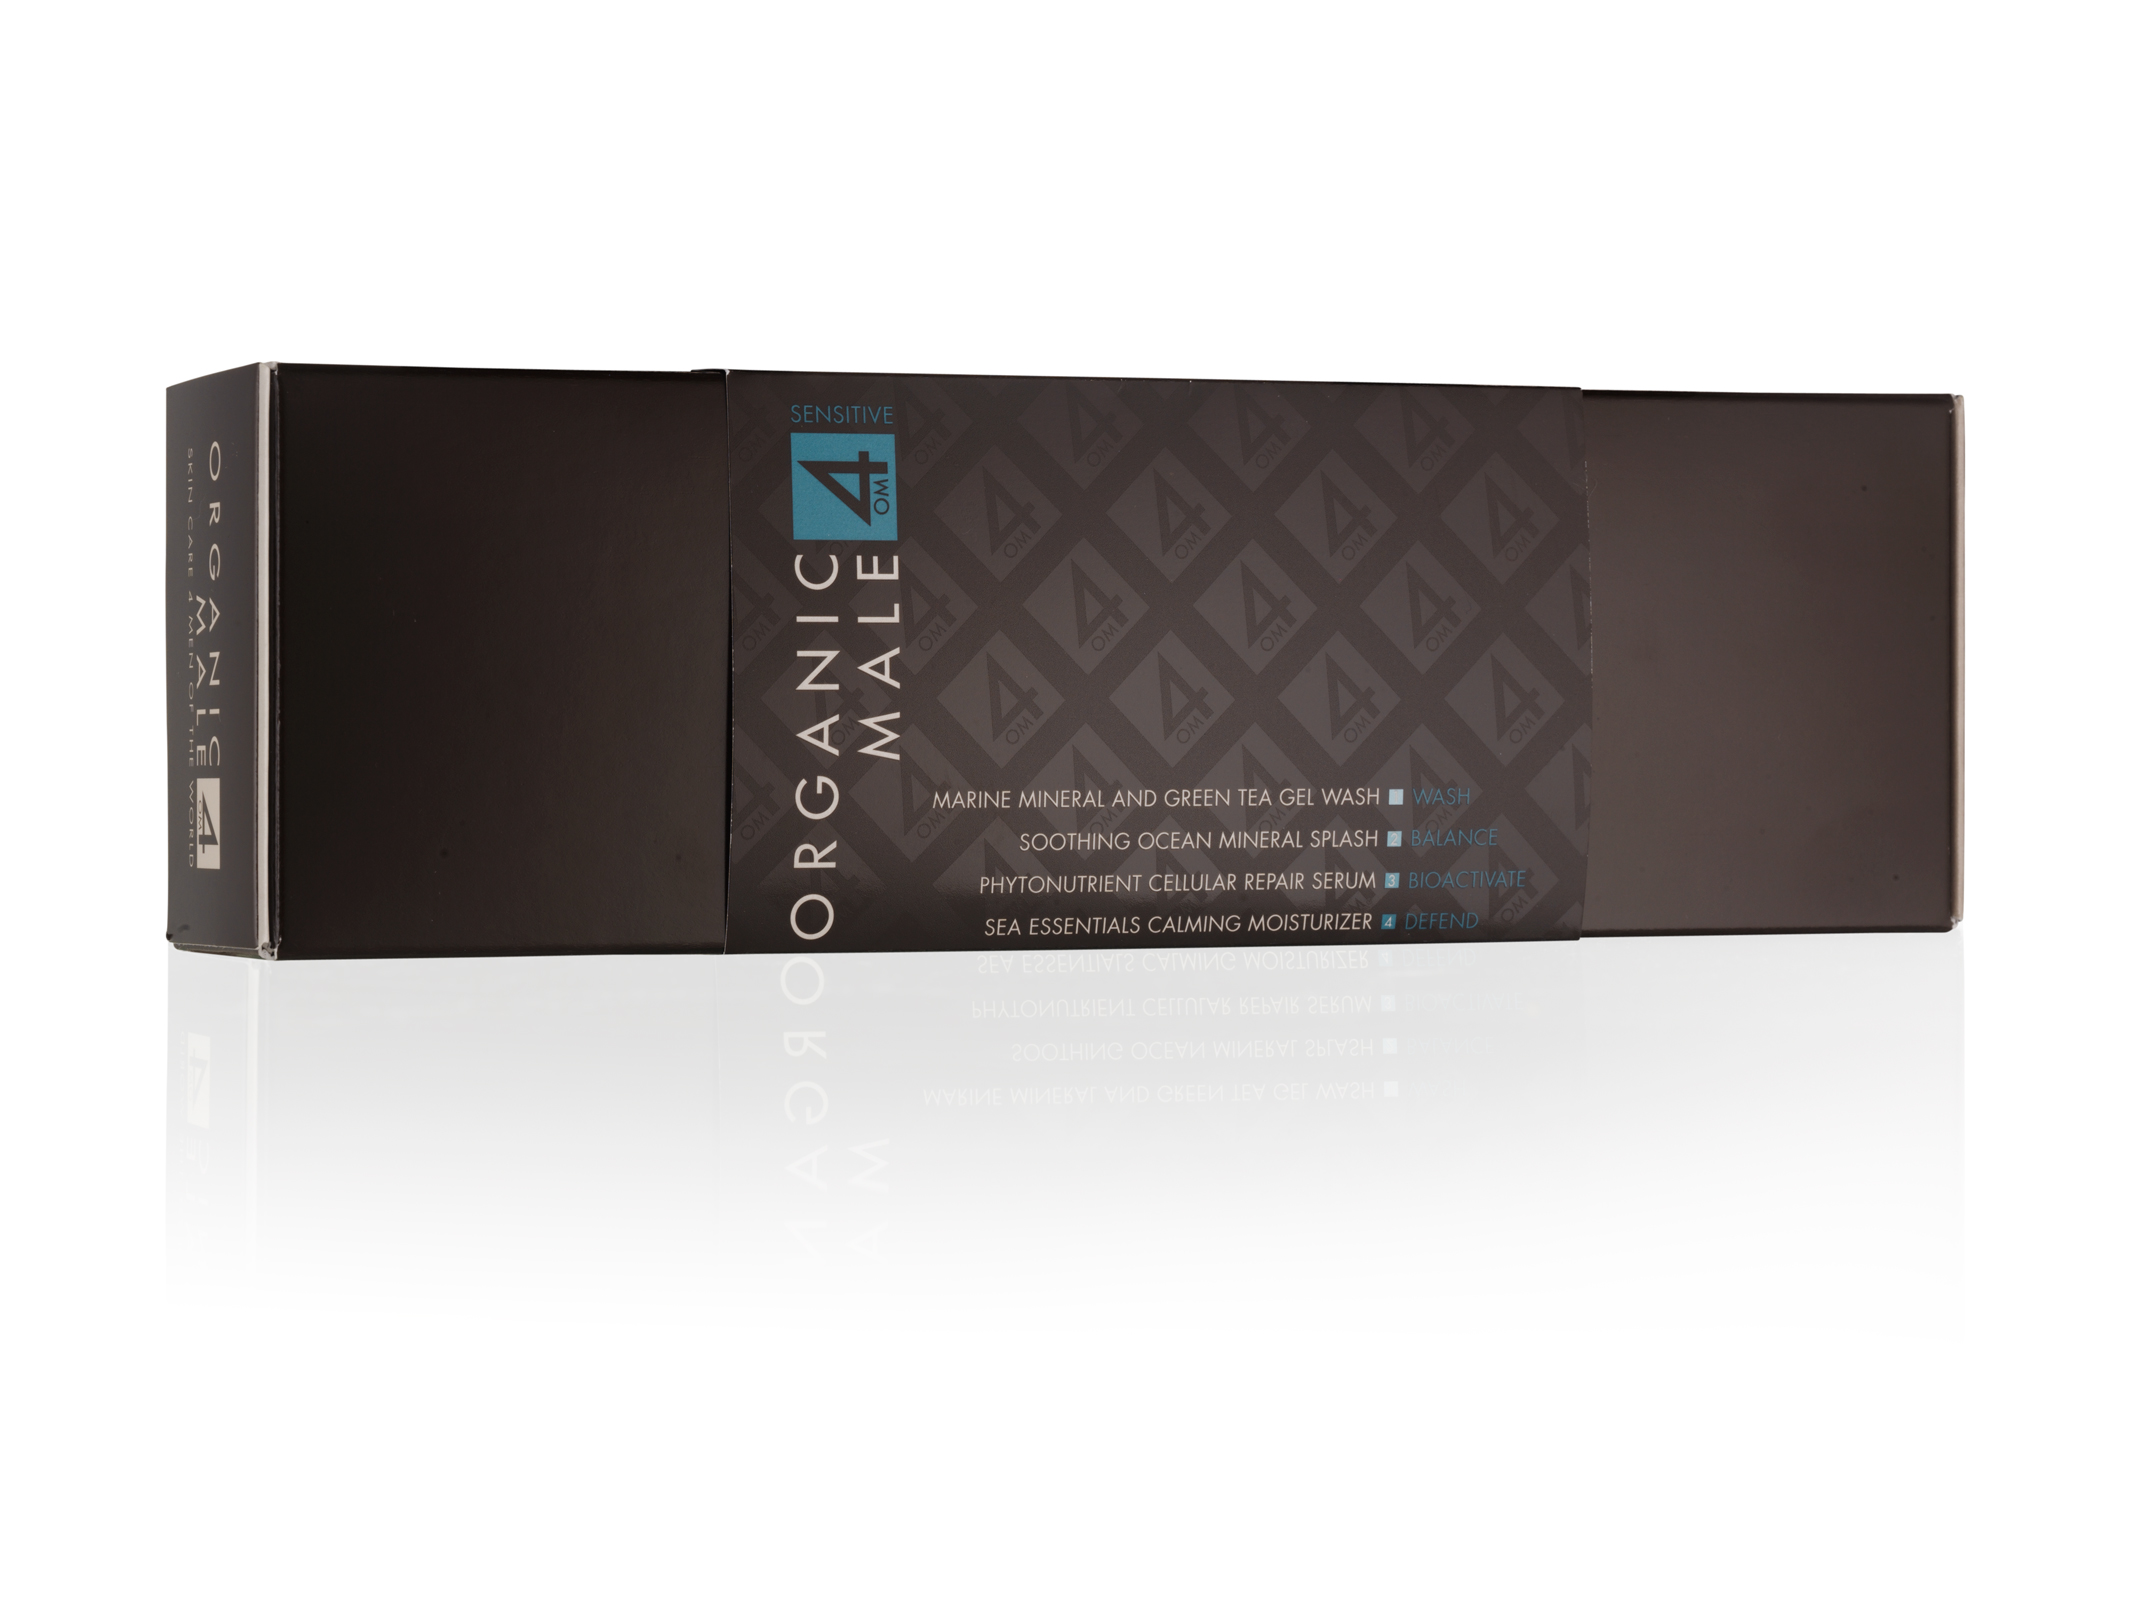 SENSITIVE
4
OM
ORGANIC
MALE
MARINE MINERAL AND GREEN TEA GEL WASH WASH
SOOTHING OCEAN MINERAL SPLASH 2 BALANCE
PHYTONUTRIENT CELLULAR REPAIR SERUM 3 BIOACTIVATE
SEA ESSENTIALS CALMING MOISTURIZER 4 DEFEND
ORGANIC
MALE
OM4
SKIN CARE 4 MEN OF THE WORLD